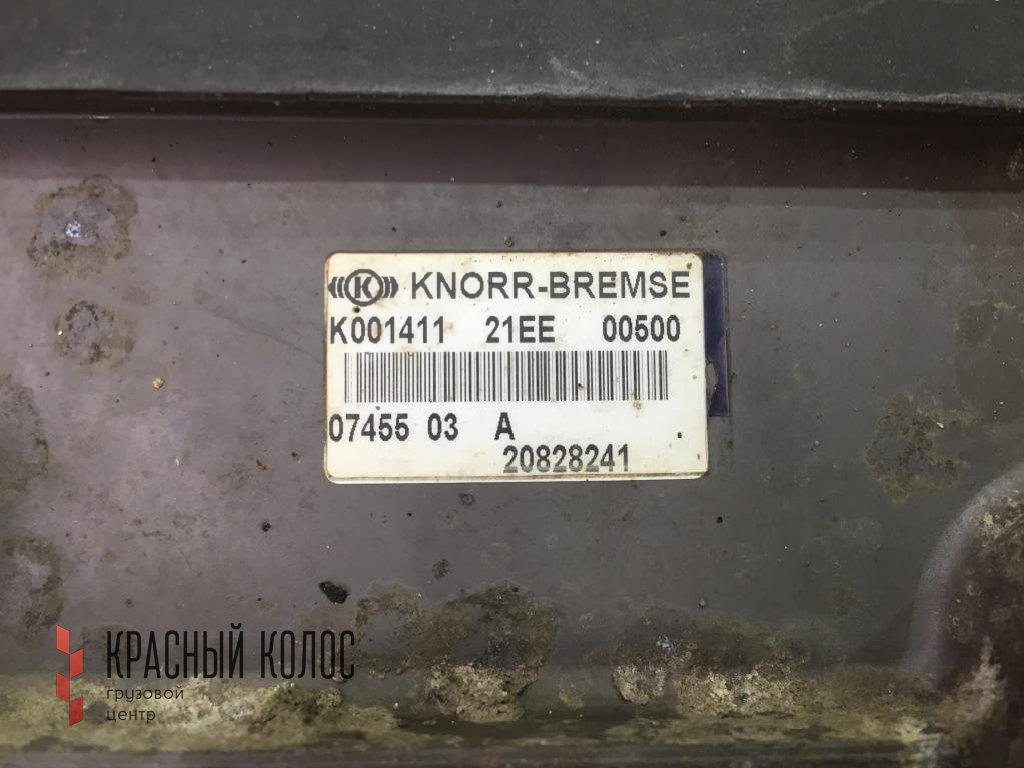 KNORR-BREMSE
K001411 21EE 00500
07455 03 A
20828241
КРАСНЫЙ КОЛОС
грузовой
центр